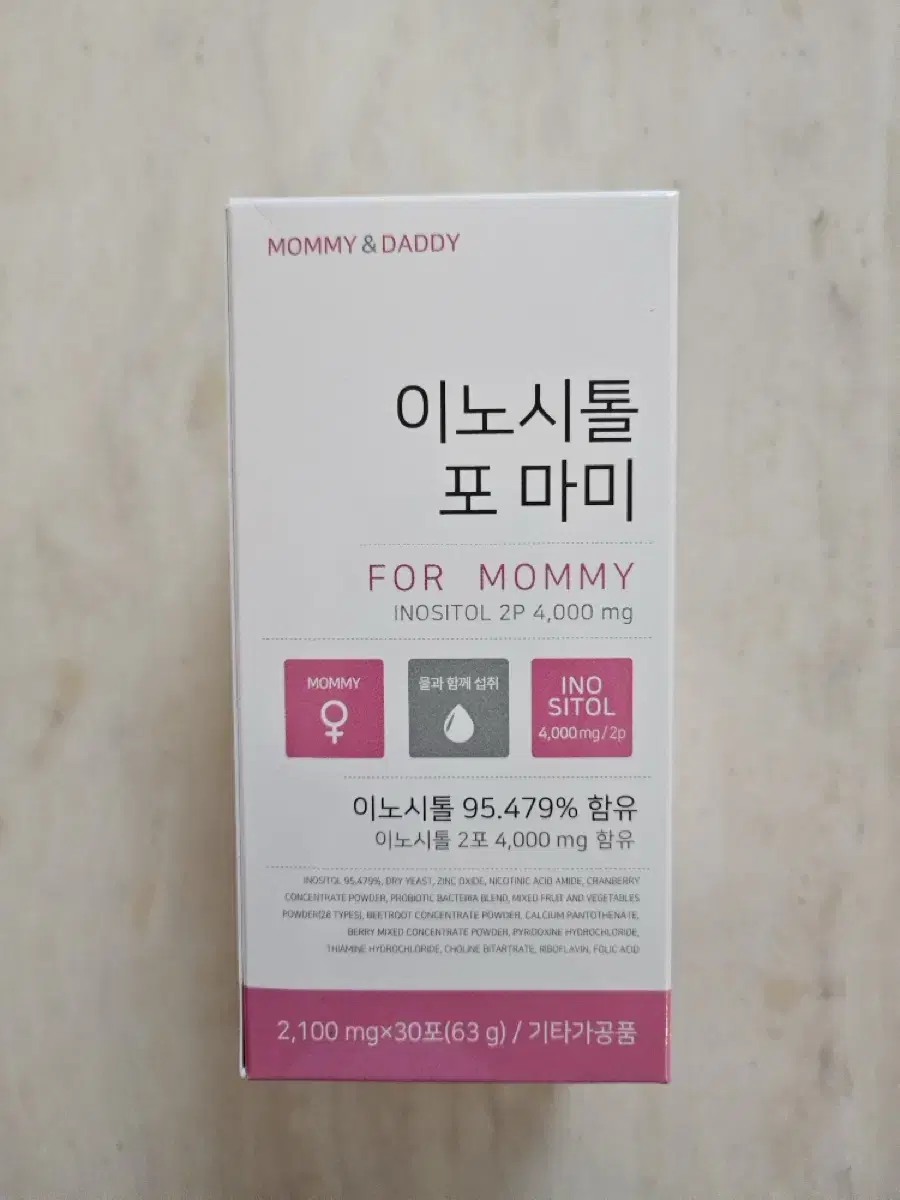 MOMMY & DADDY
이노시톨
포 마미
FOR MOMMY
INOSITOL 2P 4,000 mg
MOMMY
물과 함께 섭취
INO
SITOL
4,000mg/2p
이노시톨 95.479% 함유
이노시톨 2포 4,000 mg 함유
INOSITOL 95.479%, DRY YEAST, ZINC OXIDE, NICOTINIC ACID AMIDE, CRANBERRY
CONCENTRATE POWDER, PROBIOTIC BACTERIA BLEND, MIXED FRUIT AND VEGETABLES
POWDER(28 TYPES), BEETROOT CONCENTRATE POWDER, CALCIUM PANTOTHENATE,
BERRY MIXED CONCENTRATE POWDER, PYRIDOXINE HYDROCHLORIDE,
THIAMINE HYDROCHLORIDE, CHOLINE BITARTRATE, RIBOFLAVIN, FOLIC ACID
2,100 mg×30포(63 g) / 기타가공품